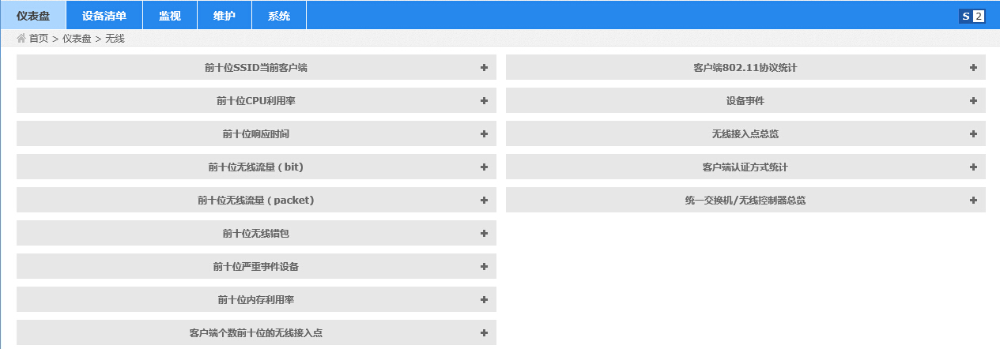 仪表盘 设备清单 监视 维护 系统 S 2
首页 > 仪表盘 > 无线
前十位SSID当前客户端
前十位CPU利用率
前十位响应时间
前十位无线流量 ( bit)
前十位无线流量 ( packet)
前十位无线错包
前十位严重事件设备
前十位内存利用率
客户端个数前十位的无线接入点
客户端802.11协议统计
设备事件
无线接入点总览
客户端认证方式统计
统一交换机/无线控制器总览